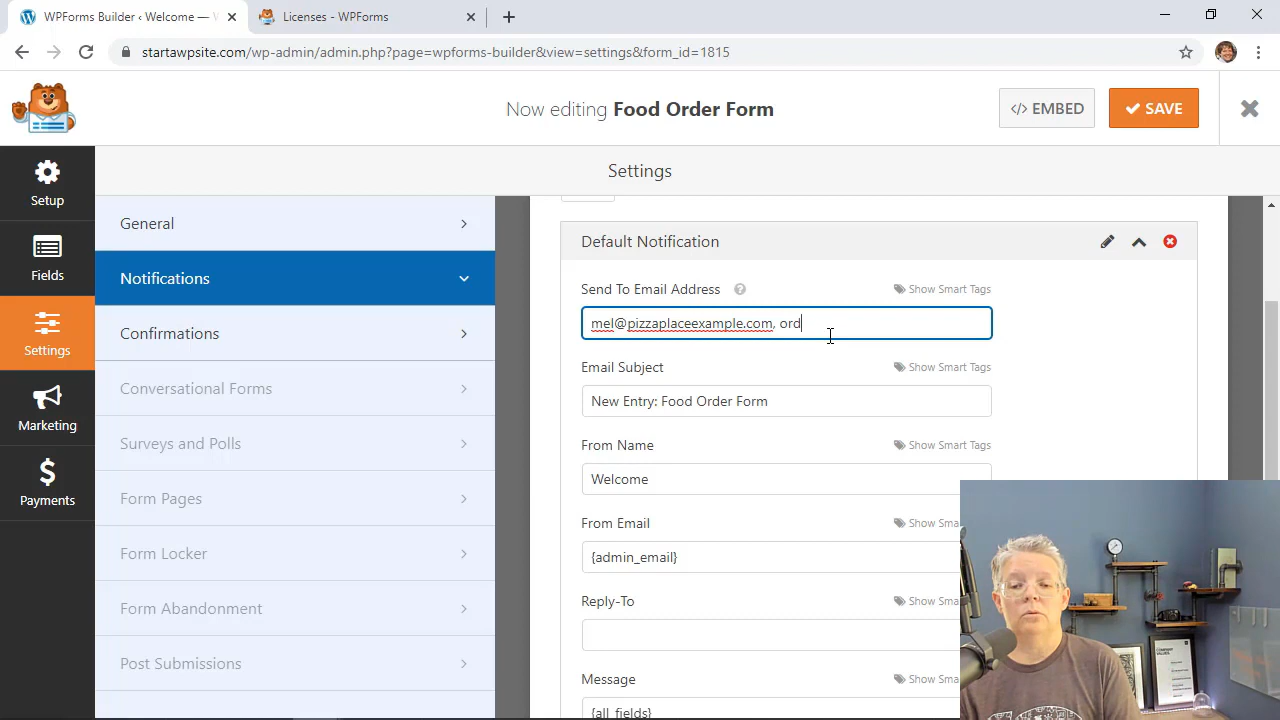 WPForms Builder ‹ Welcome — W
Licenses - WPForms
startawpsite.com/wp-admin/admin.php?page=wpforms-builder&view=settings&form_id=1815
Now editing Food Order Form
</> EMBED
SAVE
Settings
Setup
Fields
Settings
Marketing
Payments
General
Notifications
Confirmations
Conversational Forms
Surveys and Polls
Form Pages
Form Locker
Form Abandonment
Post Submissions
Default Notification
Send To Email Address
Show Smart Tags
mel@pizzaplaceexample.com, ord
Email Subject
Show Smart Tags
New Entry: Food Order Form
From Name
Show Smart Tags
Welcome
From Email
Show Smar
{admin_email}
Reply-To
Show Smar
Message
Show Smar
{all_fields}